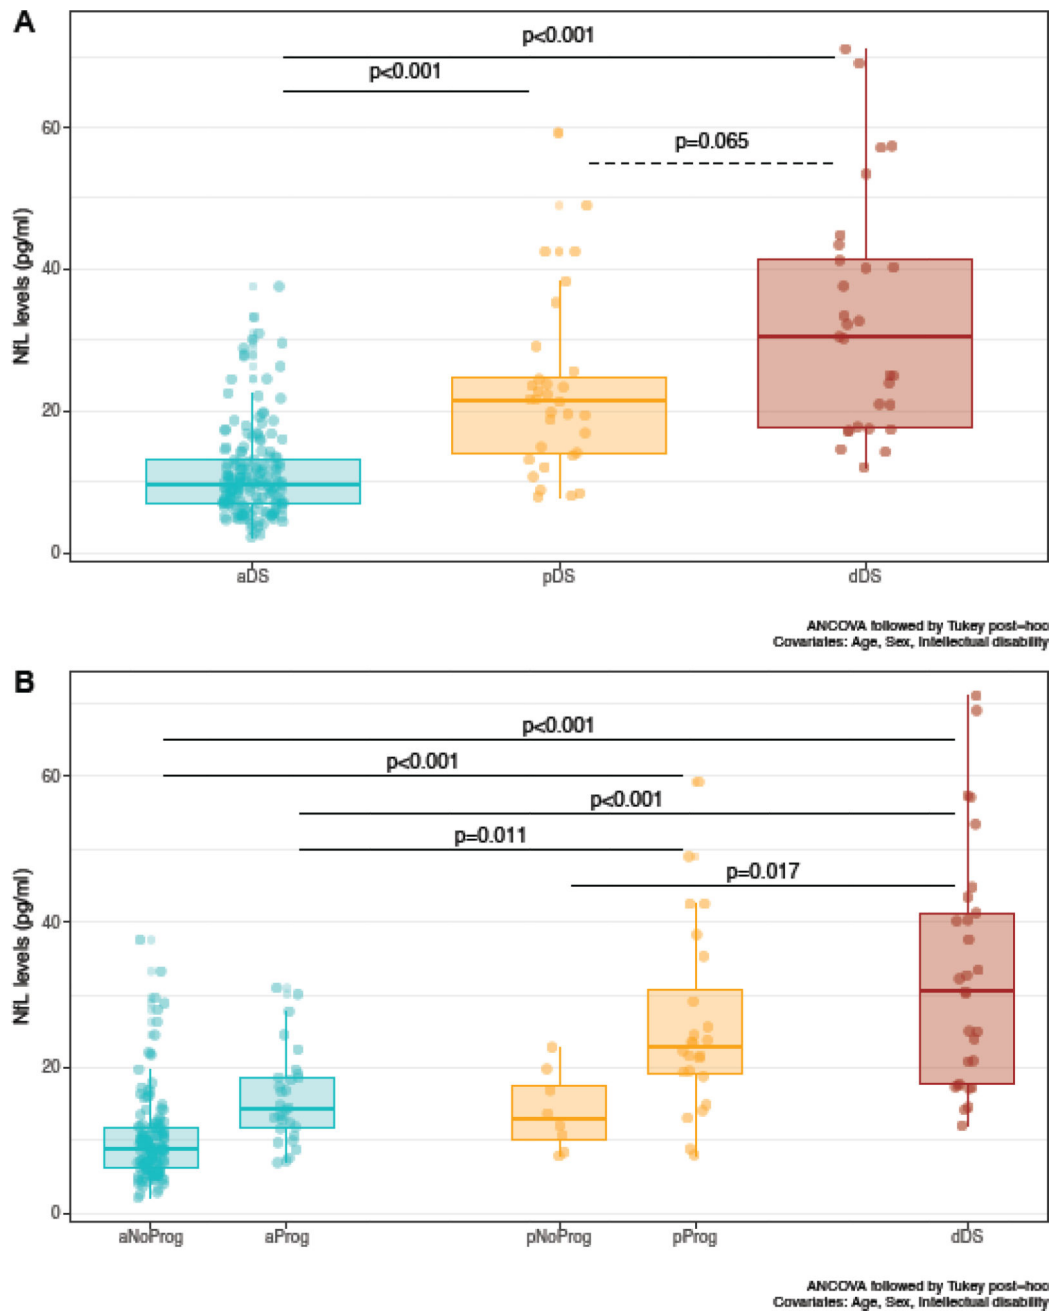 A
p<0.001
p<0.001
p=0.065
60
40
20
0
NfL levels (pg/ml)
aDS pDS dDS
ANCOVA followed by Tukey post-hoc
Covariates: Age, Sex, Intellectual disability
B
p<0.001
p<0.001
p<0.001
p=0.011
p=0.017
60
40
20
0
NfL levels (pg/ml)
aNoProg aProg pNoProg pProg dDS
ANCOVA followed by Tukey post-hoc
Covariates: Age, Sex, Intellectual disability